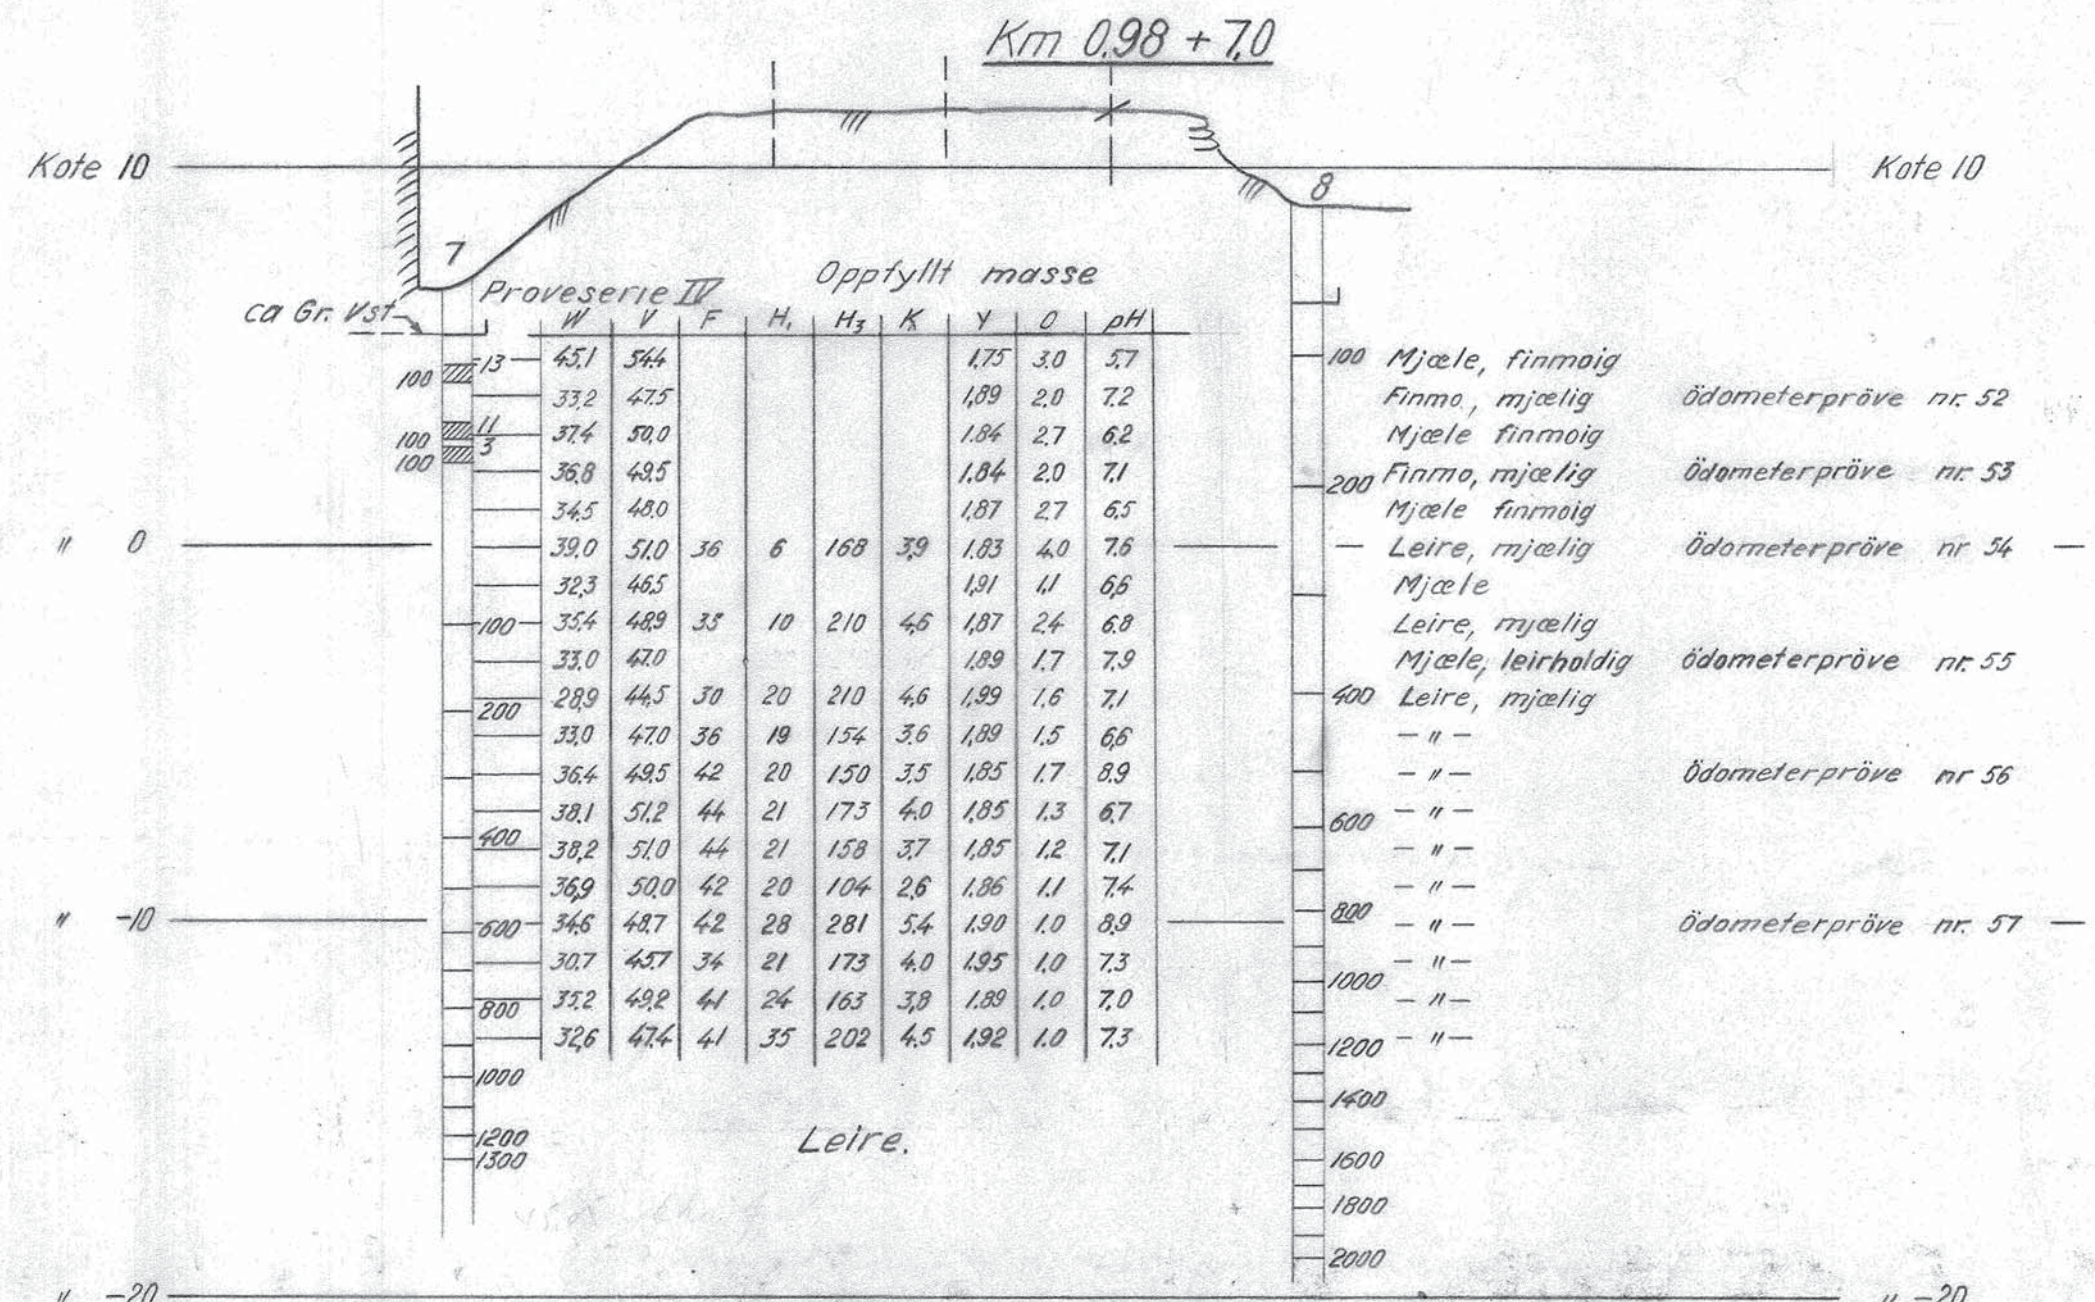 Km 0.98 + 7,0
Kote 10 Kote 10
8
7
Proveserie IV Oppfyllt masse
ca Gr. Vst
W V F H₁ H₃ K Y O pH
13 45,1 54.4 1.75 3.0 5.7 100 Mjæle, finmoig
100
33,2 47.5 1,89 2.0 7.2 Finmo., mjælig Ödometerpröve nr. 52
11
100 37.4 50,0 1.84 2.7 6.2 Mjæle finmoig
3
100
36.8 49.5 1.84 2.0 7.1 200 Finmo, mjælig Ödometerpröve nr. 53
34.5 48.0 1,87 2.7 6.5 Mjæle finmoig
" 0 39.0 51.0 36 6 168 3,9 1.83 4.0 7.6 Leire, mjælig Ödometerpröve nr 54
32.3 46.5 1,91 1,1 6,6 Mjæle
100 35.4 48.9 35 10 210 4,6 1,87 2.4 6.8 Leire, mjælig
33.0 47.0 1.89 1.7 7.9 Mjæle, leirholdig Ödometerpröve nr. 55
200 28,9 44,5 30 20 210 4,6 1,99 1.6 7,1 400 Leire, mjælig
33,0 47.0 36 19 154 3.6 1,89 1.5 6,6 - " -
36.4 49.5 42 20 150 3.5 1,85 1.7 8.9 - " - Ödometerpröve nr 56
38.1 51.2 44 21 173 4.0 1,85 1.3 6,7 600 - " -
400 38,2 51.0 44 21 158 3,7 1,85 1.2 7,1 - " -
36,9 50.0 42 20 104 2,6 1.86 1.1 7.4 - " -
" -10 600 34.6 48.7 42 28 281 5.4 1.90 1.0 8,9 800 - " - Ödometerpröve nr. 57
30.7 45.7 34 21 173 4.0 1.95 1.0 7.3 1000 - " -
800 35.2 49.2 41 24 163 3,8 1.89 1.0 7,0 - " -
32,6 47.4 41 35 202 4.5 1.92 1.0 7.3 1200 - " -
1000
1400
1200 Leire.
1300 1600
1800
2000
" -20 " -20